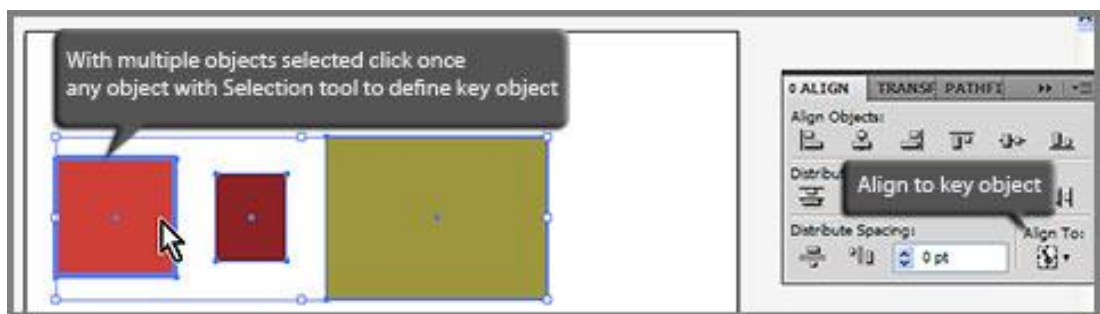 With multiple objects selected click once
any object with Selection tool to define key object
ALIGN TRANSF PATHFI
Align Objects:
Distribu
Align to key object
Distribute Spacing:
Align To:
0 pt